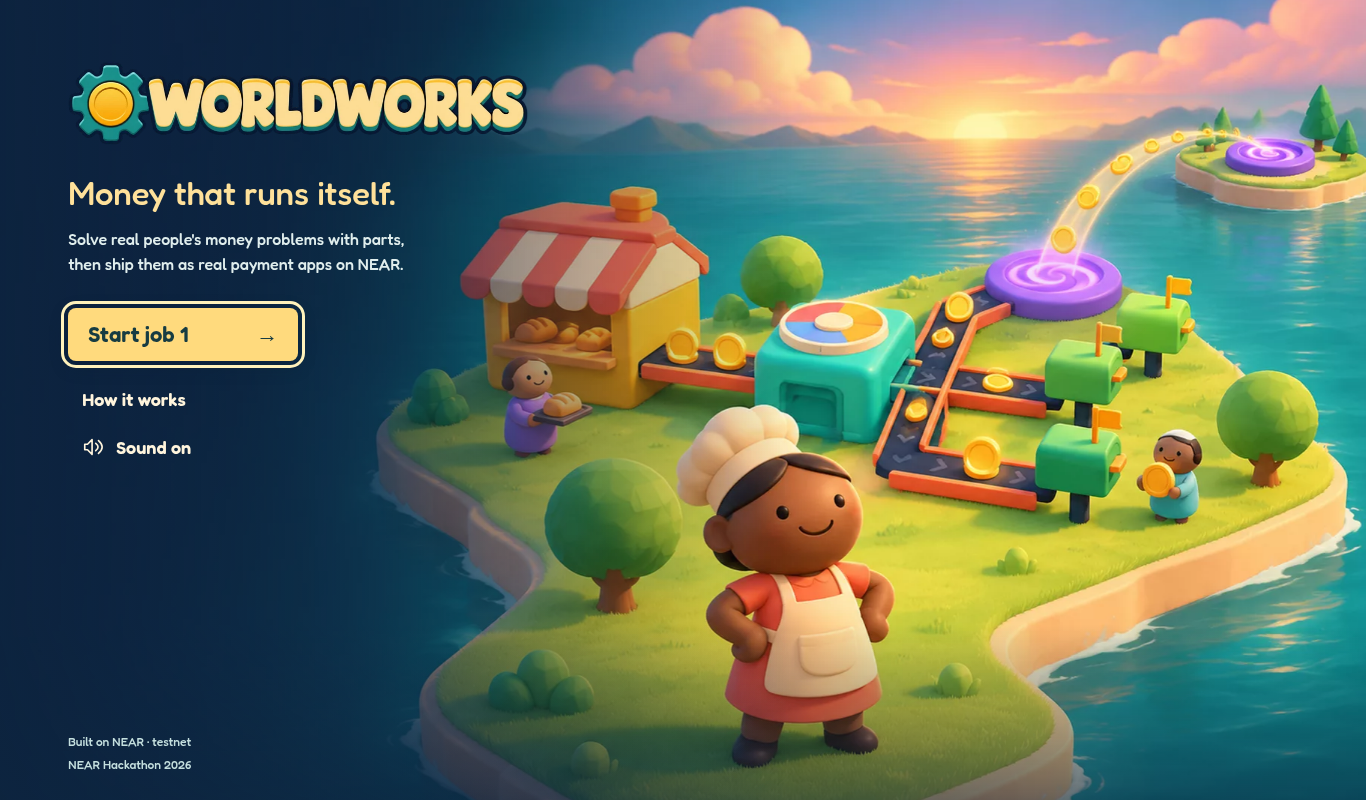 WORLDWORKS
Money that runs itself.
Solve real people's money problems with parts,
then ship them as real payment apps on NEAR.
Start job 1 →
How it works
Sound on
Built on NEAR · testnet
NEAR Hackathon 2026